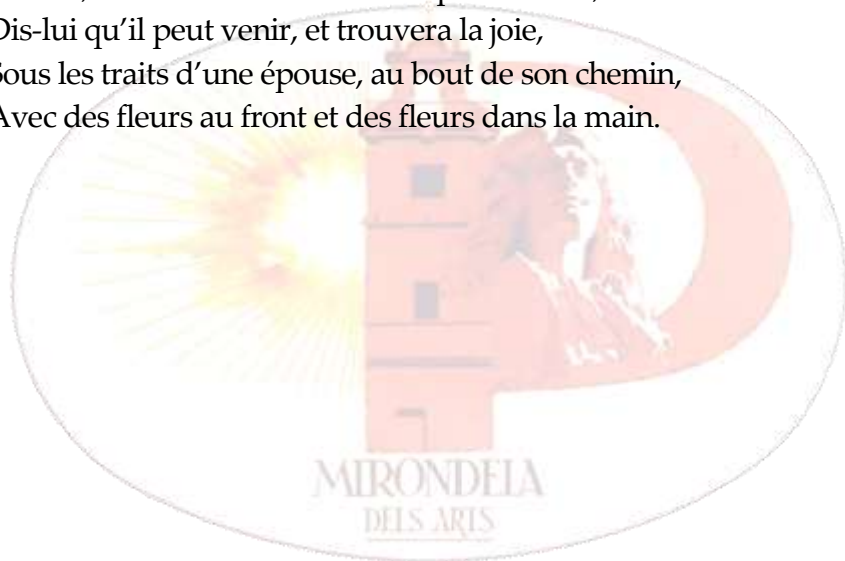 Dis-lui qu'il peut venir, et trouvera la joie,
Sous les traits d’une épouse, au bout de son chemin,
Avec des fleurs au front et des fleurs dans la main.
MIRONDELA
DELS ARTS